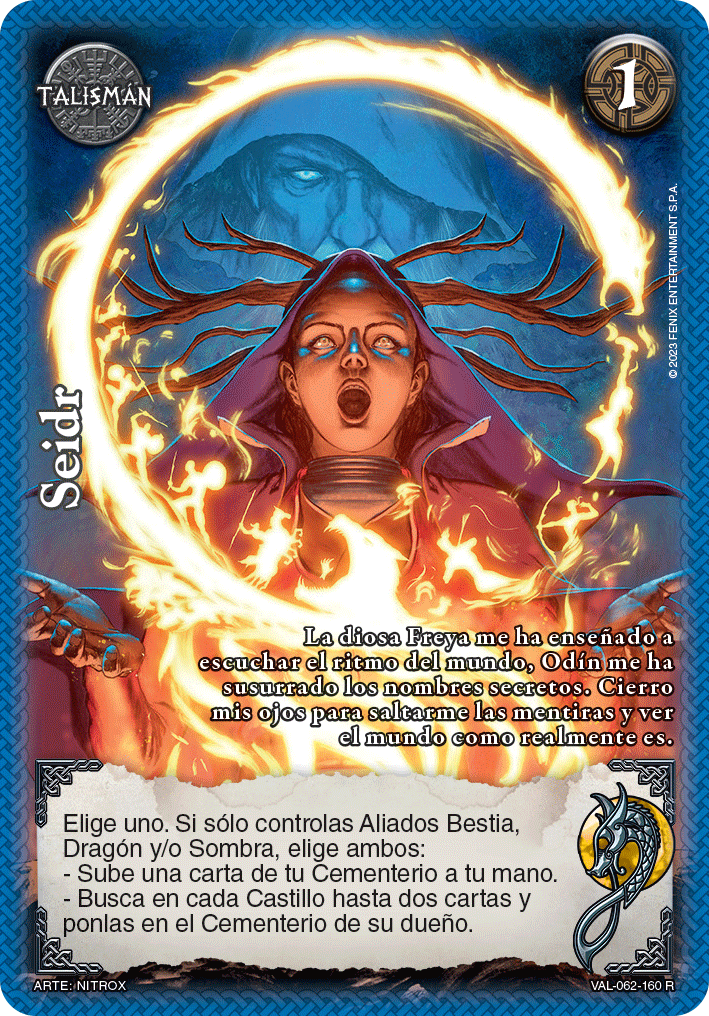 TALISMÁN
1
© 2023 FENIX ENTERTAINMENT S.P.A.
Seidr
La diosa Freya me ha enseñado a
escuchar el ritmo del mundo, Odín me ha
susurrado los nombres secretos. Cierro
mis ojos para saltarme las mentiras y ver
el mundo como realmente es.
Elige uno. Si sólo controlas Aliados Bestia,
Dragón y/o Sombra, elige ambos:
- Sube una carta de tu Cementerio a tu mano.
- Busca en cada Castillo hasta dos cartas y
ponlas en el Cementerio de su dueño.
ARTE: NITROX
VAL-062-160 R